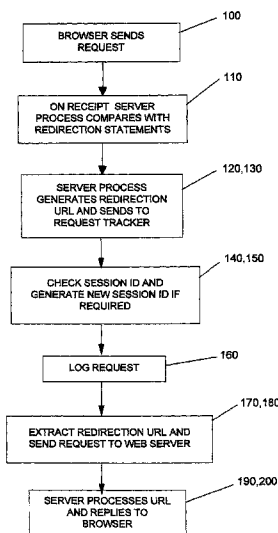 100
BROWSER SENDS
REQUEST
110
ON RECEIPT SERVER
PROCESS COMPARES WITH
REDIRECTION STATEMENTS
120,130
SERVER PROCESS
GENERATES REDIRECTION
URL AND SENDS TO
REQUEST TRACKER
140,150
CHECK SESSION ID AND
GENERATE NEW SESSION ID IF
REQUIRED
160
LOG REQUEST
170,180
EXTRACT REDIRECTION URL AND
SEND REQUEST TO WEB SERVER
190,200
SERVER PROCESSES URL
AND REPLIES TO
BROWSER